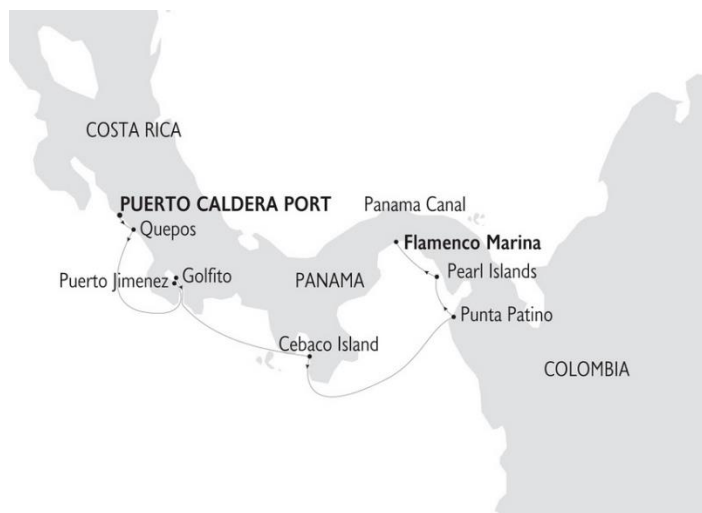 COSTA RICA
PUERTO CALDERA PORT
Panama Canal
Quepos
Flamenco Marina
Golfito
Pearl Islands
Puerto Jimenez
PANAMA
Punta Patino
Cebaco Island
COLOMBIA